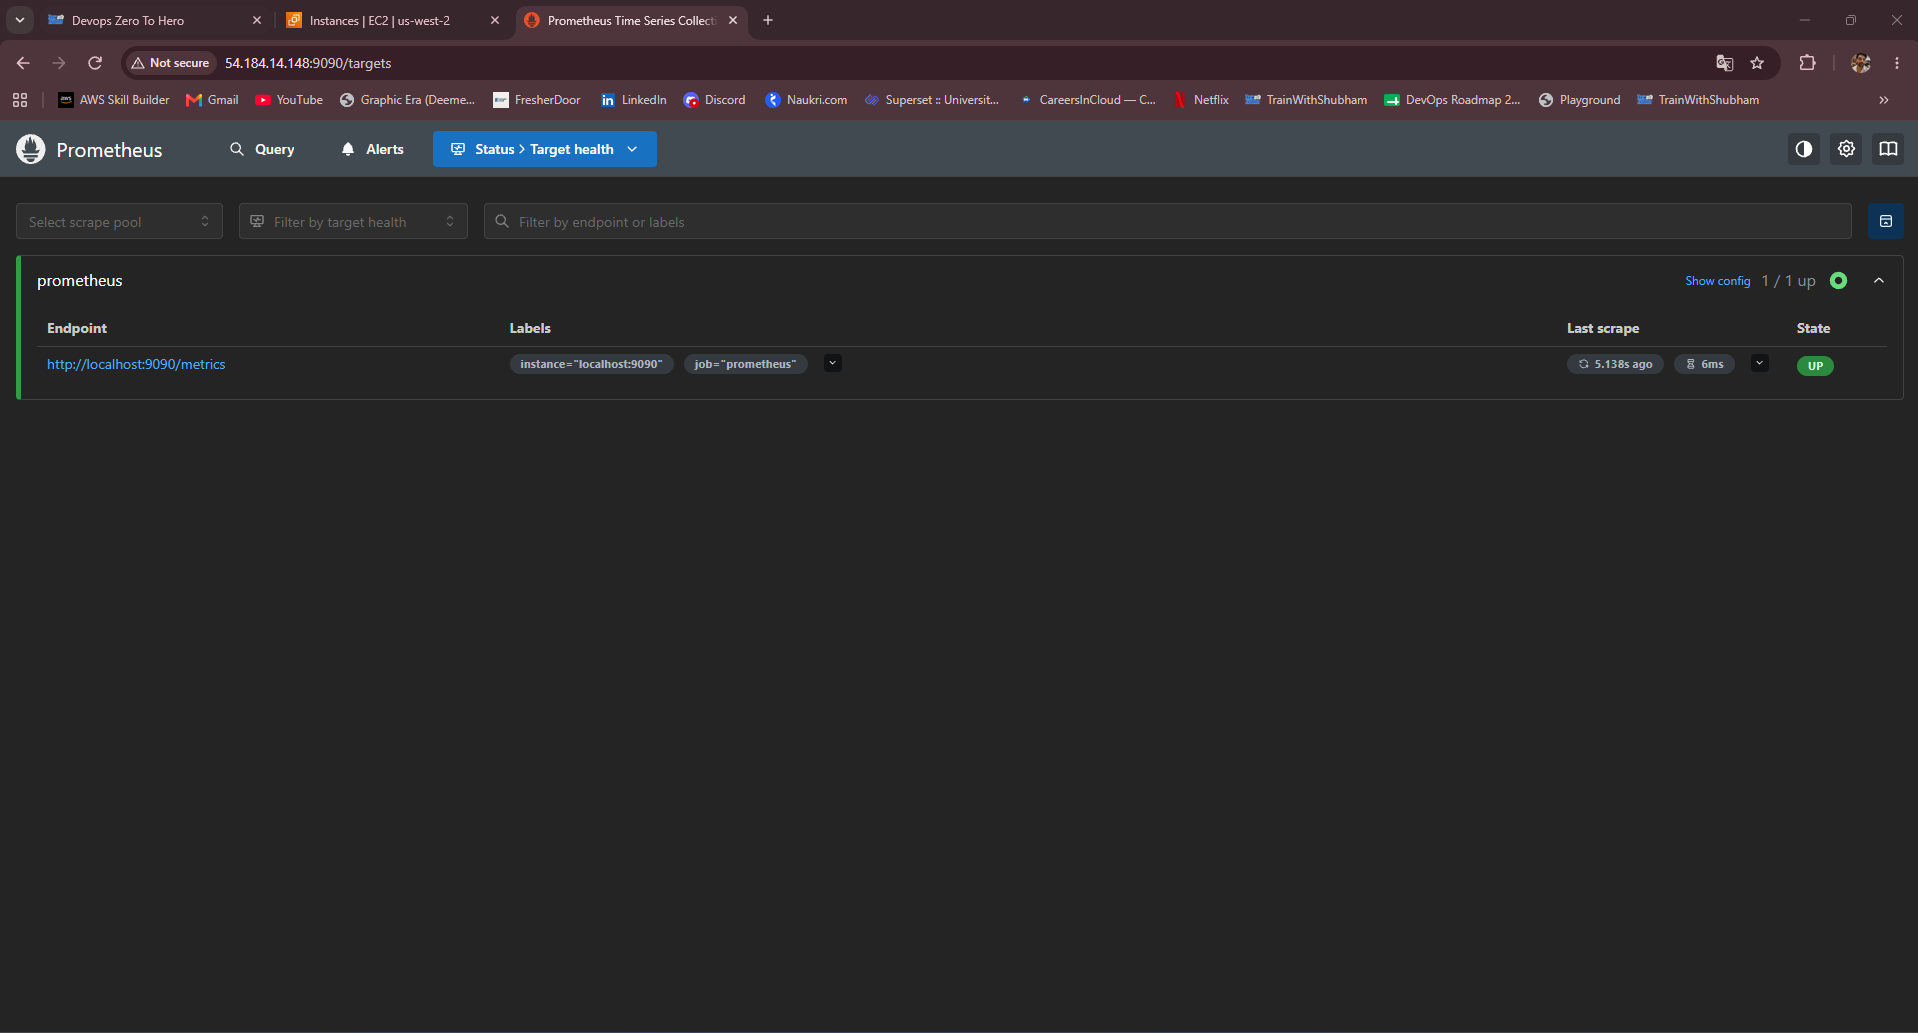 Devops Zero To Hero
Instances | EC2 | us-west-2
Prometheus Time Series Collecti
Not secure
54.184.14.148:9090/targets
aws AWS Skill Builder
Gmail
YouTube
Graphic Era (Deeme...
FresherDoor
in LinkedIn
Discord
Naukri.com
Superset :: Universit...
CareersInCloud — C...
Netflix
TrainWithShubham
DevOps Roadmap 2...
Playground
TrainWithShubham
Prometheus
Query
Alerts
Status > Target health
Select scrape pool
Filter by target health
Filter by endpoint or labels
prometheus
Show config 1 / 1 up
Endpoint Labels Last scrape State
http://localhost:9090/metrics instance="localhost:9090" job="prometheus" 5.138s ago 6ms UP